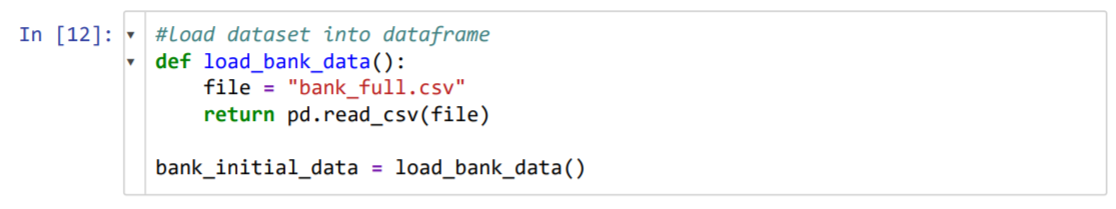 In [12]: #Load dataset into dataframe
def load_bank_data():
    file = "bank_full.csv"
    return pd.read_csv(file)

bank_initial_data = load_bank_data()